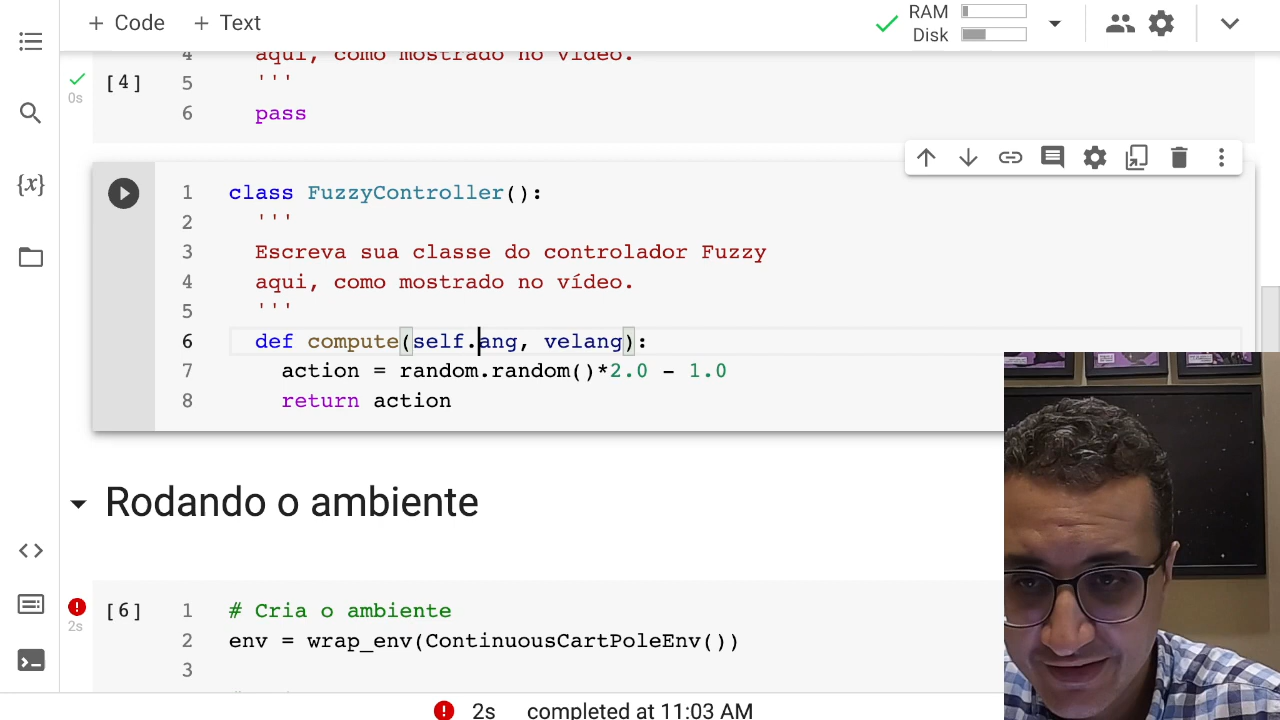 + Code + Text
RAM
Disk
4 aqui, como mostrado no vídeo.
[4] 5 '''
0s
6 pass
1 class FuzzyController():
2 '''
3 Escreva sua classe do controlador Fuzzy
4 aqui, como mostrado no vídeo.
5 '''
6 def compute(self.ang, velang):
7 action = random.random()*2.0 - 1.0
8 return action
{x}
Rodando o ambiente
[6] 1 # Cria o ambiente
2s
2 env = wrap_env(ContinuousCartPoleEnv())
3
2s completed at 11:03 AM